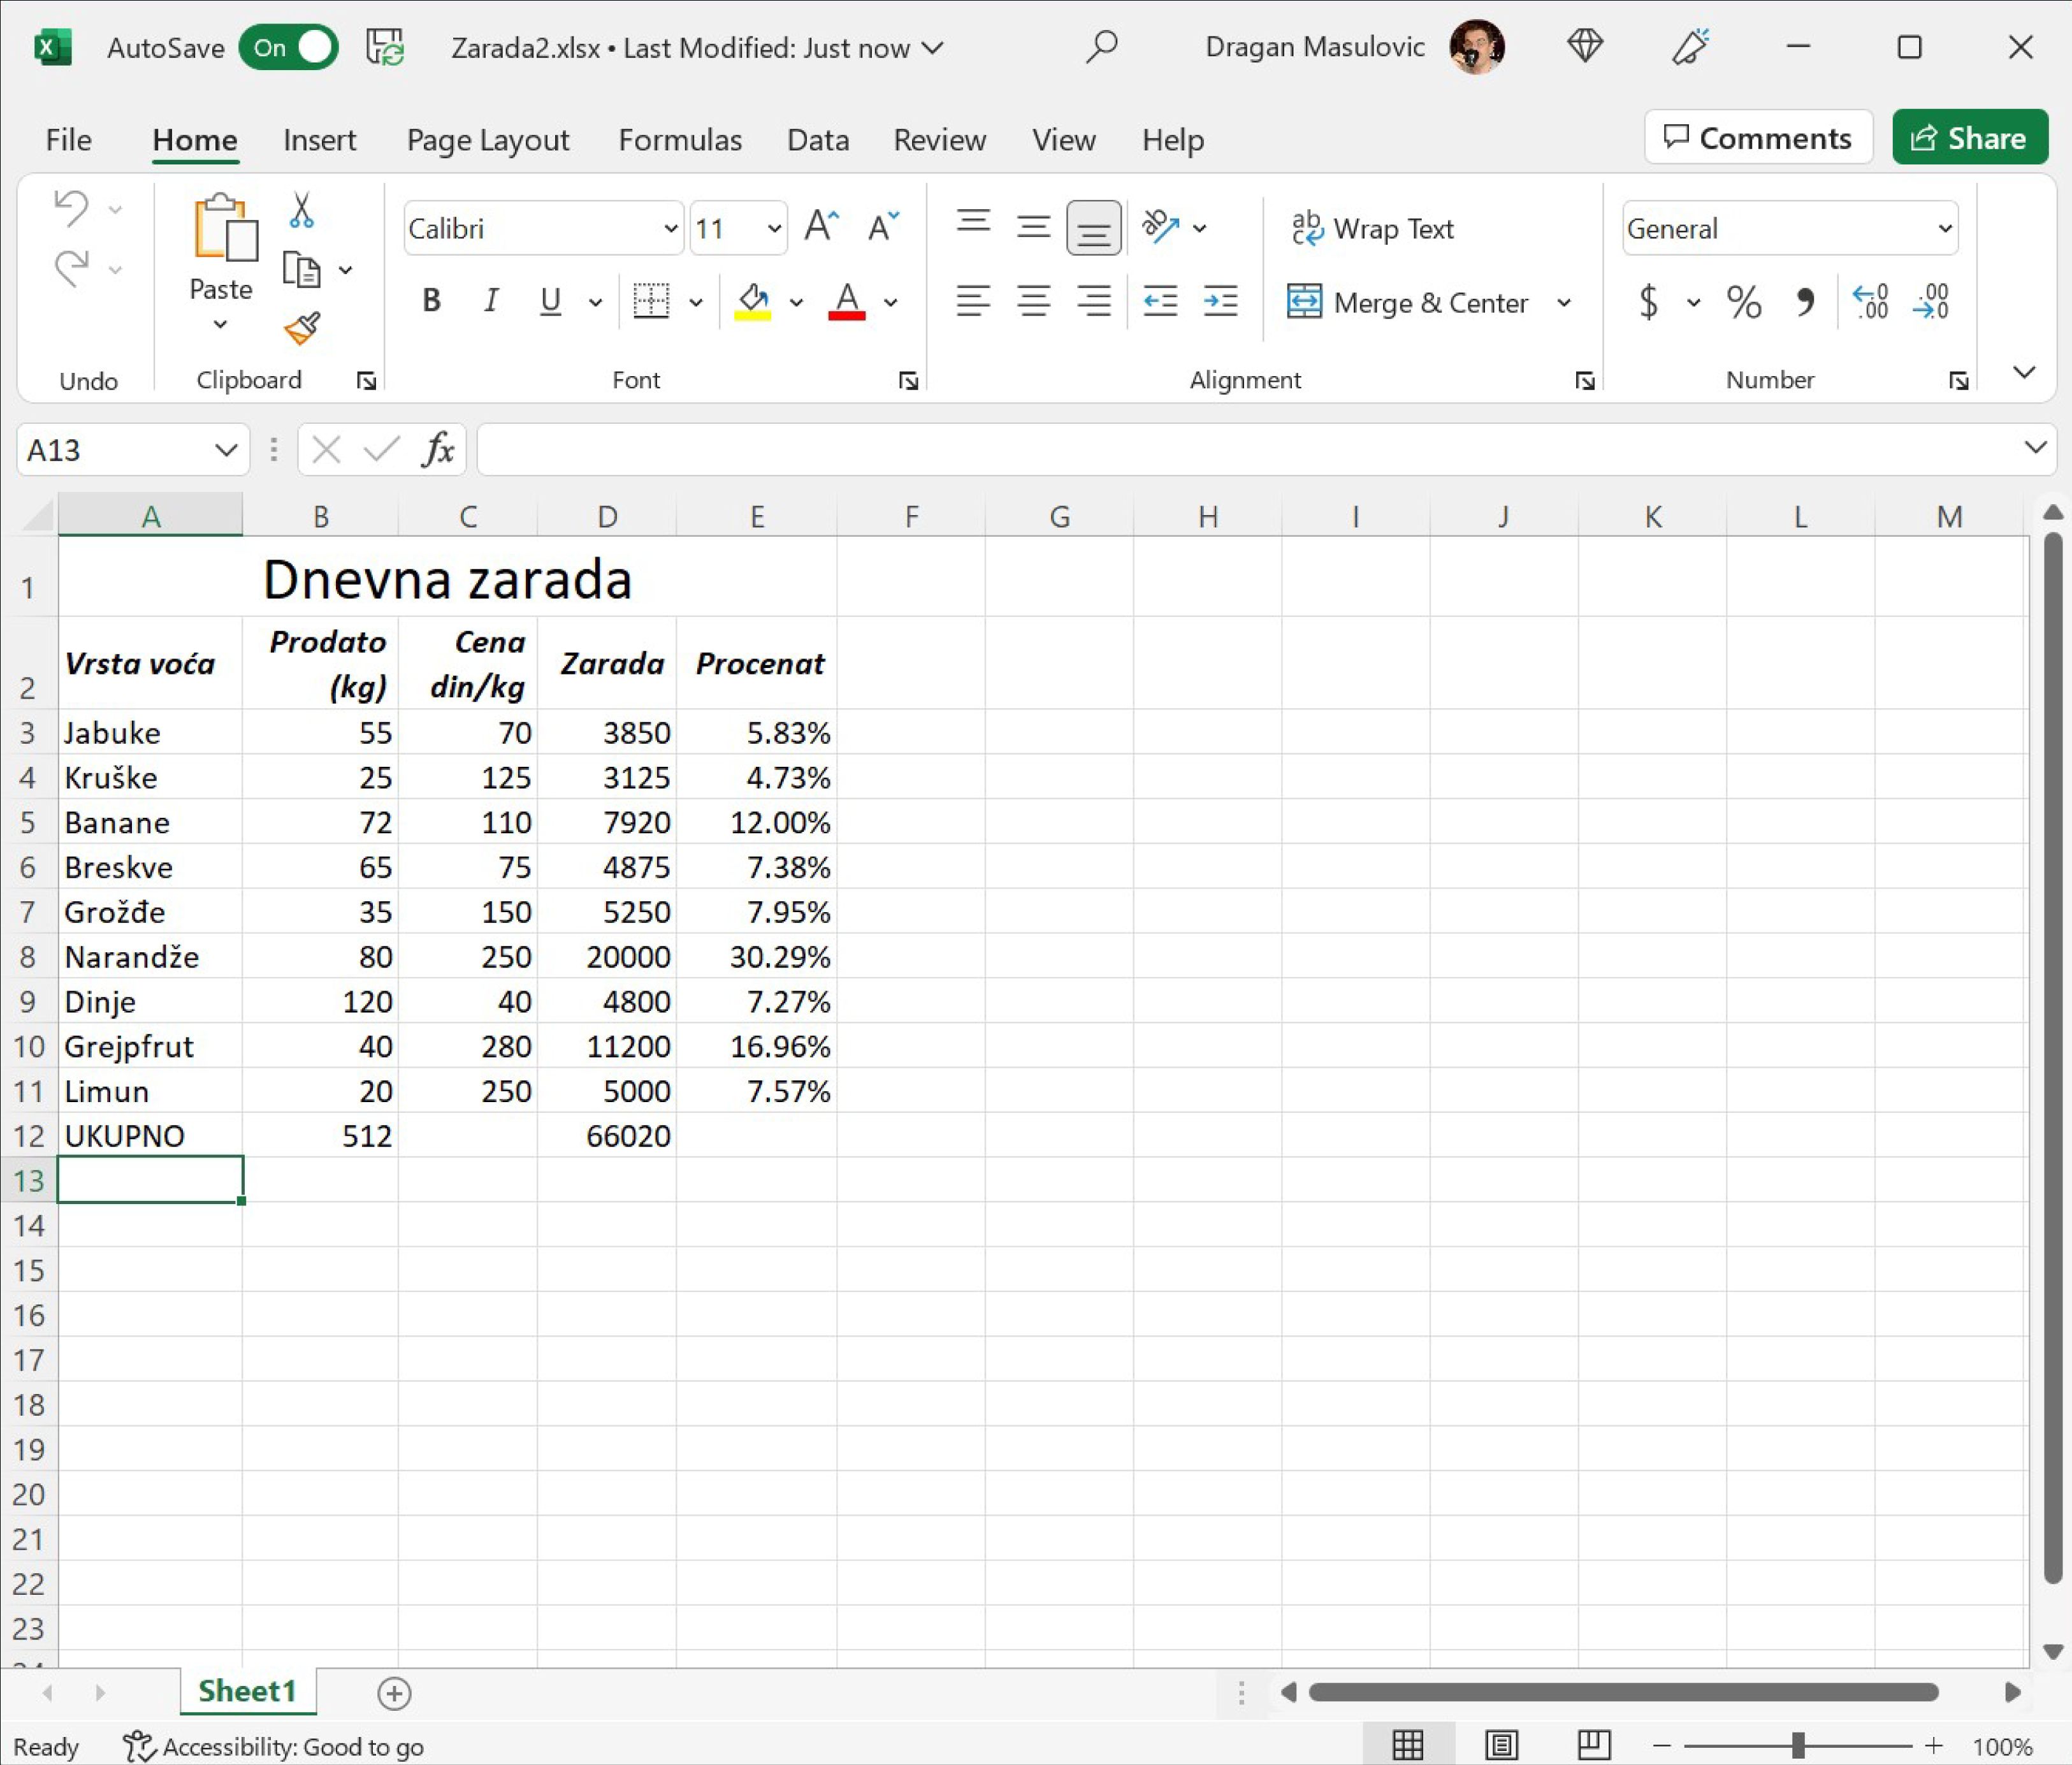 AutoSave On Zarada2.xlsx • Last Modified: Just now Dragan Masulovic
File Home Insert Page Layout Formulas Data Review View Help Comments Share
Calibri 11 Wrap Text General
Paste B I U Merge & Center $ %
Undo Clipboard Font Alignment Number
A13 fx
A B C D E F G H I J K L M
1 Dnevna zarada
2 Vrsta voća Prodato (kg) Cena din/kg Zarada Procenat
3 Jabuke 55 70 3850 5.83%
4 Kruške 25 125 3125 4.73%
5 Banane 72 110 7920 12.00%
6 Breskve 65 75 4875 7.38%
7 Grožđe 35 150 5250 7.95%
8 Narandže 80 250 20000 30.29%
9 Dinje 120 40 4800 7.27%
10 Grejpfrut 40 280 11200 16.96%
11 Limun 20 250 5000 7.57%
12 UKUPNO 512 66020
13
14
15
16
17
18
19
20
21
22
23
Sheet1
Ready Accessibility: Good to go 100%